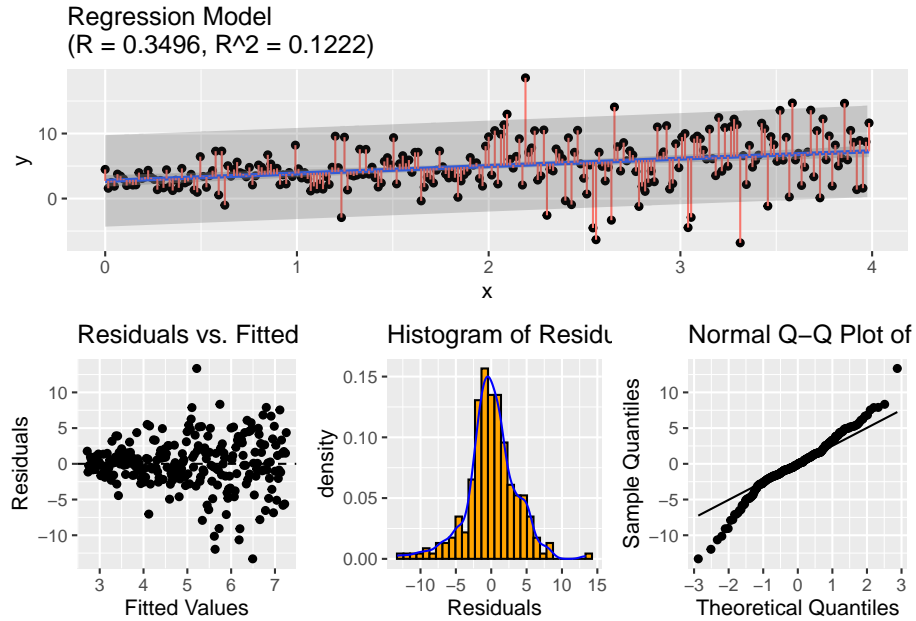 Regression Model
(R = 0.3496, R^2 = 0.1222)
10
0
y
0 1 2 3 4
x
Residuals vs. Fitted
10
5
0
−5
−10
Residuals
3 4 5 6 7
Fitted Values
Histogram of Residu
0.15
0.10
0.05
0.00
density
−10 −5 0 5 10 15
Residuals
Normal Q−Q Plot of
10
5
0
−5
−10
Sample Quantiles
−3 −2 −1 0 1 2 3
Theoretical Quantiles